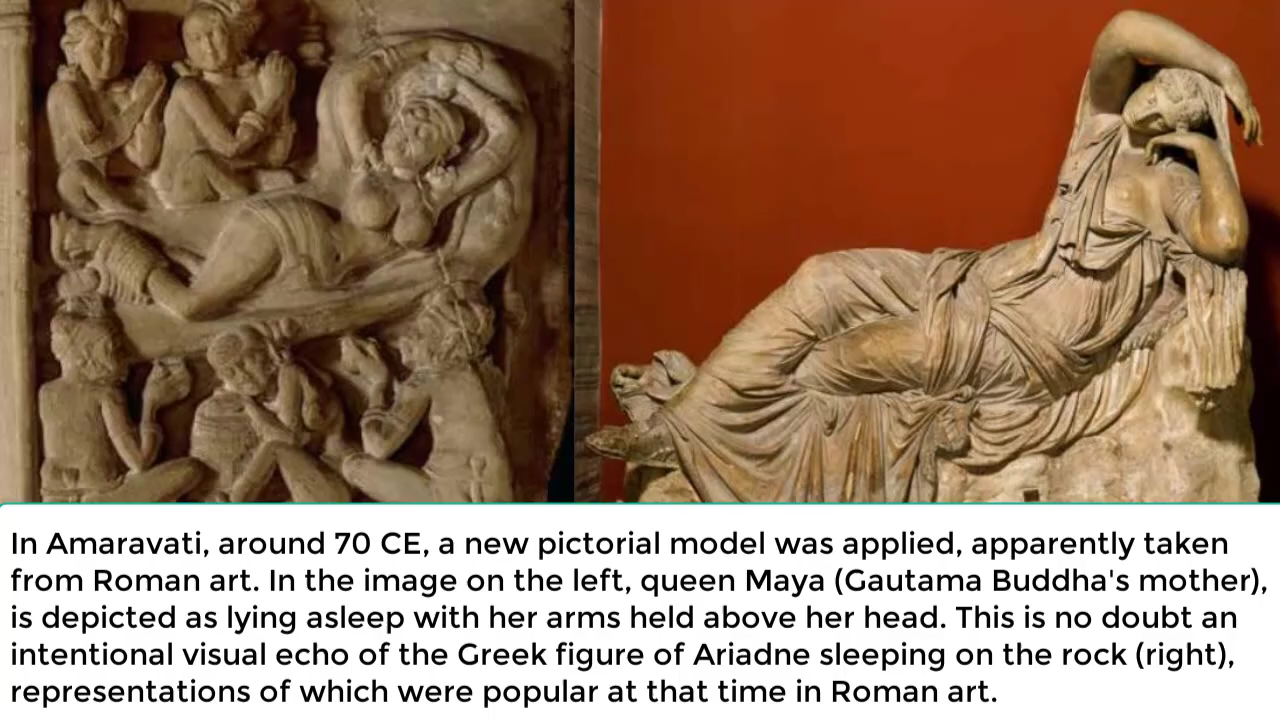 In Amaravati, around 70 CE, a new pictorial model was applied, apparently taken
from Roman art. In the image on the left, queen Maya (Gautama Buddha's mother),
is depicted as lying asleep with her arms held above her head. This is no doubt an
intentional visual echo of the Greek figure of Ariadne sleeping on the rock (right),
representations of which were popular at that time in Roman art.